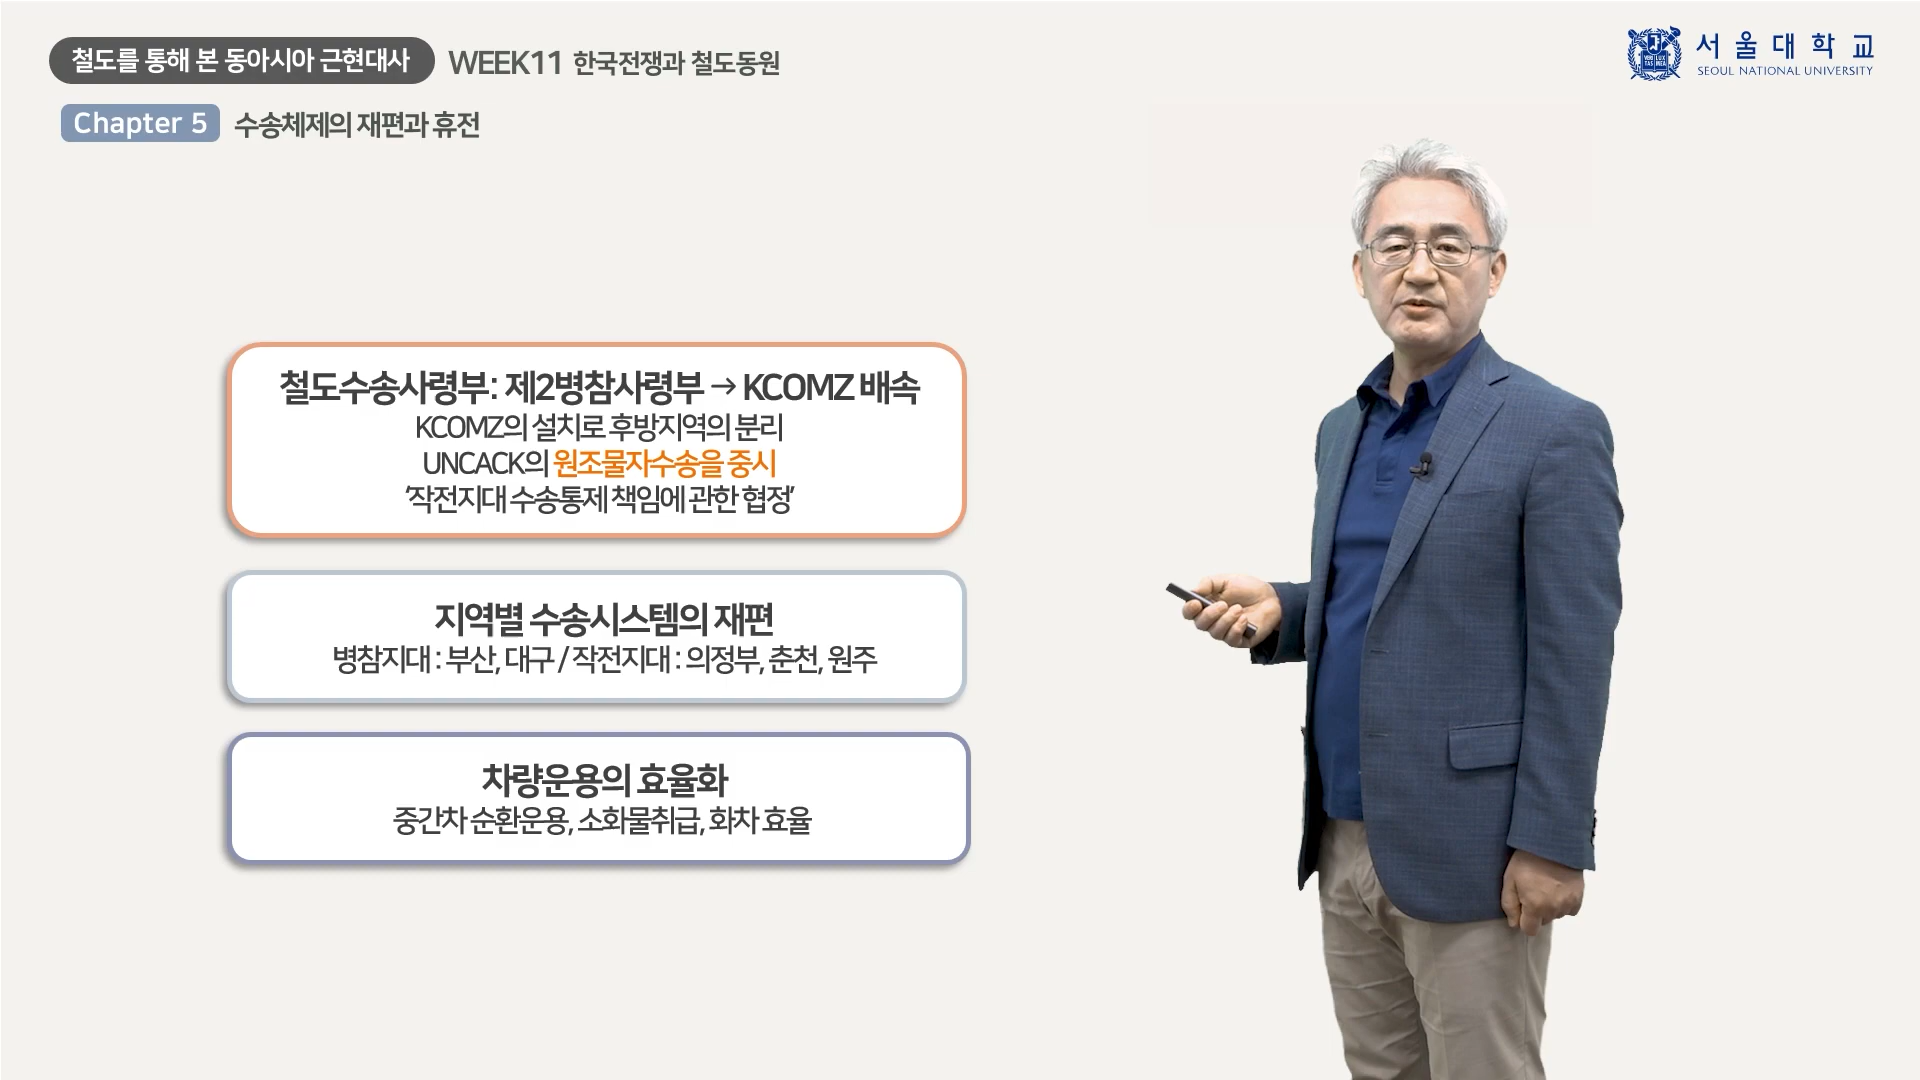 철도를 통해 본 동아시아 근현대사 WEEK11 한국전쟁과 철도동원
서울대학교
SEOUL NATIONAL UNIVERSITY
Chapter 5 수송체제의 재편과 휴전
철도수송사령부: 제2병참사령부 → KCOMZ 배속
KCOMZ의 설치로 후방지역의 분리
UNCACK의 원조물자수송을 중시
‘작전지대 수송통제 책임에 관한 협정’
지역별 수송시스템의 재편
병참지대 : 부산, 대구 / 작전지대 : 의정부, 춘천, 원주
차량운용의 효율화
중간차 순환운용, 소화물취급, 화차 효율